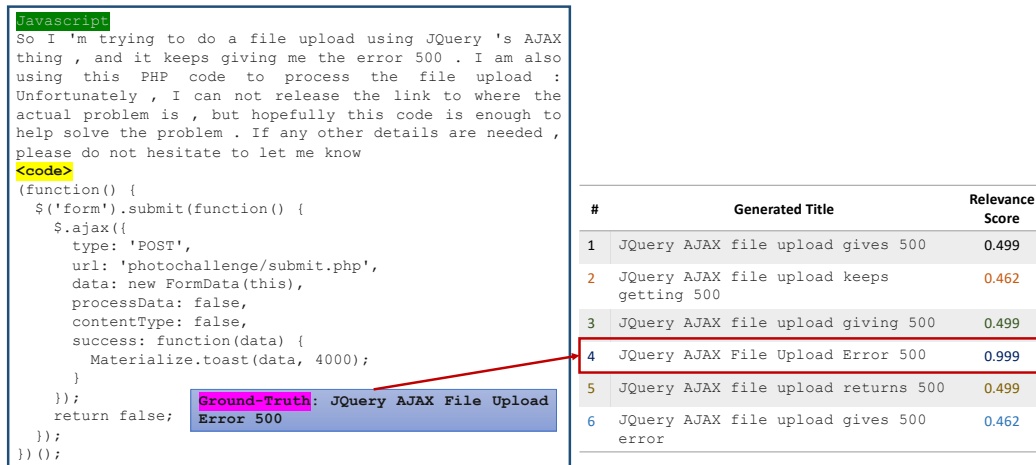 Javascript
So I 'm trying to do a file upload using JQuery 's AJAX
thing , and it keeps giving me the error 500 . I am also
using this PHP code to process the file upload :
Unfortunately , I can not release the link to where the
actual problem is , but hopefully this code is enough to
help solve the problem . If any other details are needed ,
please do not hesitate to let me know
<code>
(function() {
  $('form').submit(function() {
    $.ajax({
      type: 'POST',
      url: 'photochallenge/submit.php',
      data: new FormData(this),
      processData: false,
      contentType: false,
      success: function(data) {
        Materialize.toast(data, 4000);
      }
    });
    return false;
  });
})();
Ground-Truth: JQuery AJAX File Upload
Error 500
# Generated Title Relevance
Score
1 JQuery AJAX file upload gives 500 0.499
2 JQuery AJAX file upload keeps
getting 500 0.462
3 JQuery AJAX file upload giving 500 0.499
4 JQuery AJAX File Upload Error 500 0.999
5 JQuery AJAX file upload returns 500 0.499
6 JQuery AJAX file upload gives 500
error 0.462